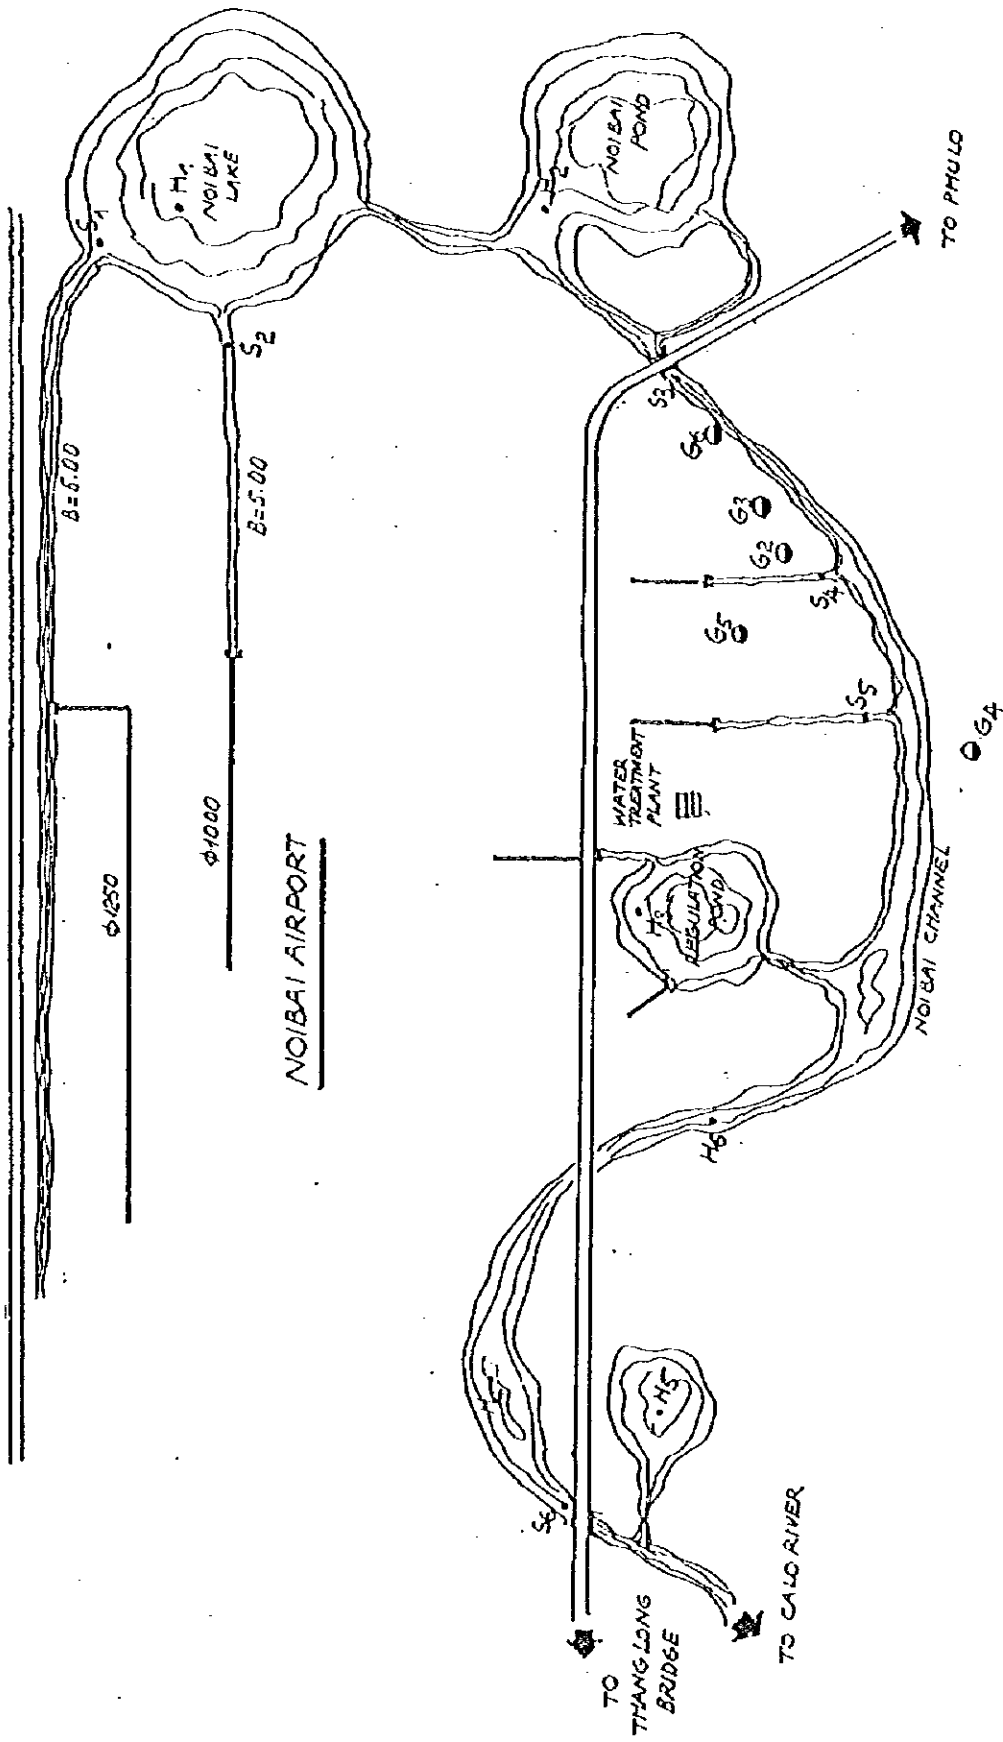 S1
H1
NOIBAI
LAKE
S2
B=5.00
B=5.00
φ1250
φ1000
NOIBAI AIRPORT
H2
NOIBAI
POND
TO PHULO
S3
G3
G2
S4
G5
S5
G4
WATER
TREATMENT
PLANT
REGULATION
POND
NOIBAI CHANNEL
H6
H5
S6
TO
THANG LONG
BRIDGE
TO CALO RIVER